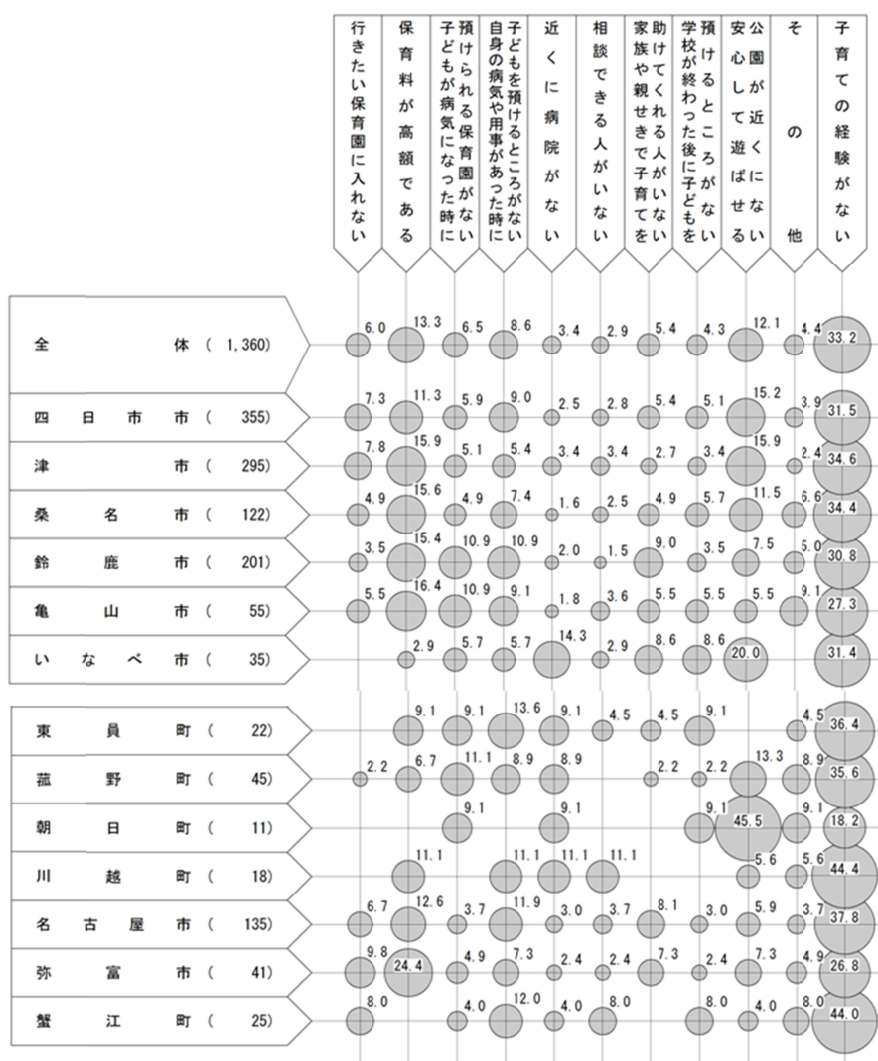 行きたい保育園に入れない
保育料が高額である
子どもが病気になった時に
預けられる保育園がない
自身の病気や用事があった時に
子どもを預けるところがない
近くに病院がない
相談できる人がいない
家族や親せきで子育てを
助けてくれる人がいない
学校が終わった後に子どもを
預けるところがない
安心して遊ばせる
公園が近くにない
その他
子育ての経験がない
全体 ( 1,360) 6.0 13.3 6.5 8.6 3.4 2.9 5.4 4.3 12.1 4.4 33.2
四日市市 ( 355) 7.3 11.3 5.9 9.0 2.5 2.8 5.4 5.1 15.2 3.9 31.5
津市 ( 295) 7.8 15.9 5.1 5.4 3.4 3.4 2.7 3.4 15.9 2.4 34.6
桑名市 ( 122) 4.9 15.6 4.9 7.4 1.6 2.5 4.9 5.7 11.5 6.6 34.4
鈴鹿市 ( 201) 3.5 15.4 10.9 10.9 2.0 1.5 9.0 3.5 7.5 5.0 30.8
亀山市 ( 55) 5.5 16.4 10.9 9.1 1.8 3.6 5.5 5.5 5.5 9.1 27.3
いなべ市 ( 35) 2.9 5.7 5.7 14.3 2.9 8.6 8.6 20.0 31.4
東員町 ( 22) 9.1 9.1 13.6 9.1 4.5 4.5 9.1 4.5 36.4
菰野町 ( 45) 2.2 6.7 11.1 8.9 8.9 2.2 2.2 13.3 8.9 35.6
朝日町 ( 11) 9.1 9.1 9.1 45.5 9.1 18.2
川越町 ( 18) 11.1 11.1 11.1 11.1 5.6 5.6 44.4
名古屋市 ( 135) 6.7 12.6 3.7 11.9 3.0 3.7 8.1 3.0 5.9 3.7 37.8
弥富市 ( 41) 9.8 24.4 4.9 7.3 2.4 2.4 7.3 2.4 7.3 4.9 26.8
蟹江町 ( 25) 8.0 4.0 12.0 4.0 8.0 8.0 4.0 8.0 44.0